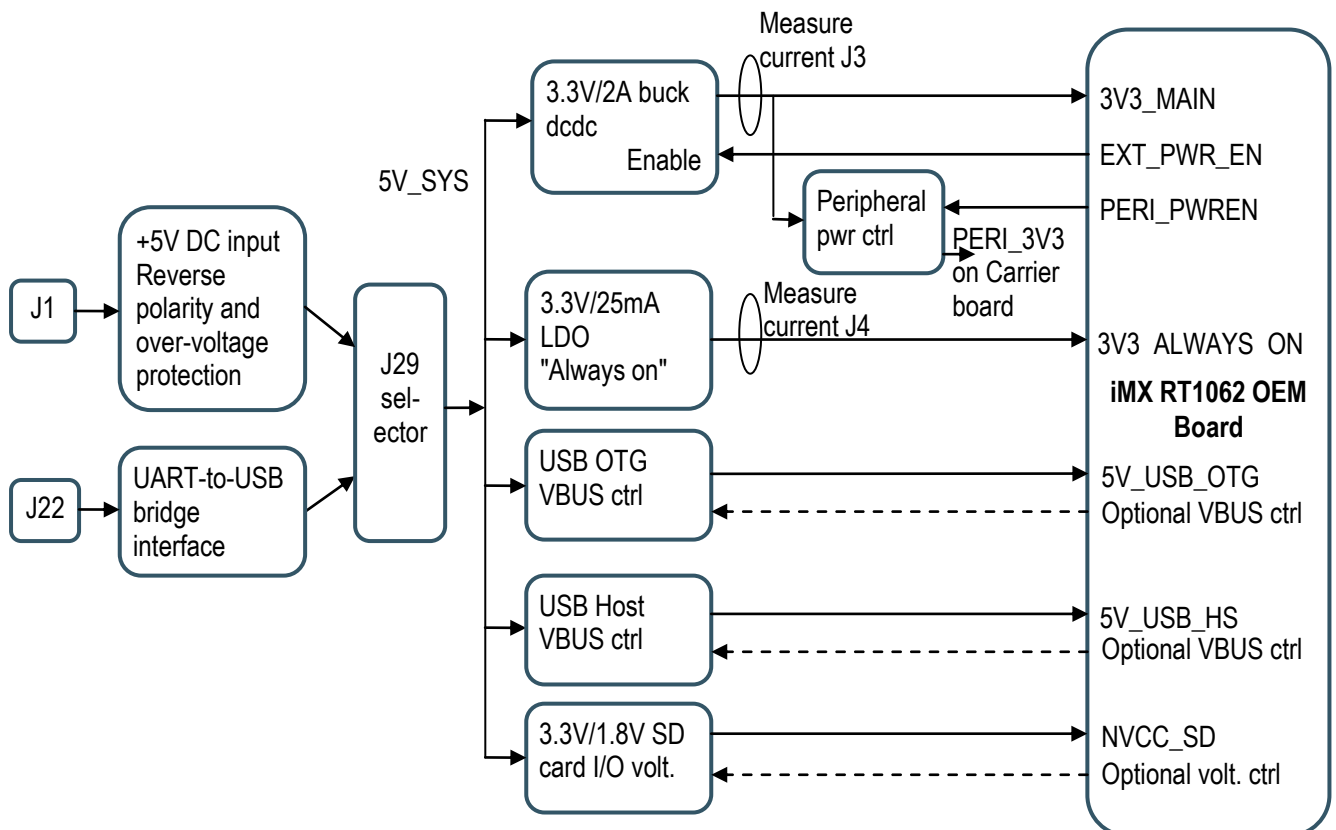 Measure
current J3
3.3V/2A buck
dcdc
Enable
3V3_MAIN
EXT_PWR_EN
PERI_PWREN
5V_SYS
Peripheral
pwr ctrl
PERI_3V3
on Carrier
board
+5V DC input
Reverse
polarity and
over-voltage
protection
J1
J29
sel-
ector
3.3V/25mA
LDO
"Always on"
Measure
current J4
3V3 ALWAYS ON
iMX RT1062 OEM
Board
J22
UART-to-USB
bridge
interface
USB OTG
VBUS ctrl
5V_USB_OTG
Optional VBUS ctrl
USB Host
VBUS ctrl
5V_USB_HS
Optional VBUS ctrl
3.3V/1.8V SD
card I/O volt.
NVCC_SD
Optional volt. ctrl